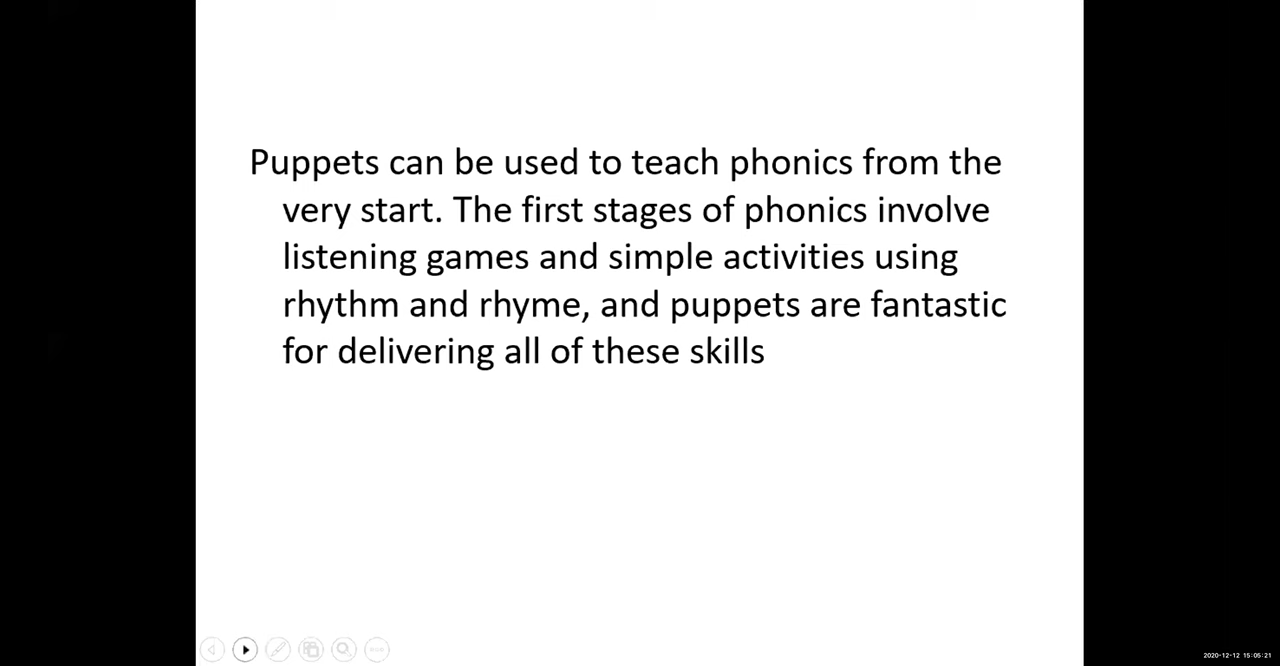 Puppets can be used to teach phonics from the
very start. The first stages of phonics involve
listening games and simple activities using
rhythm and rhyme, and puppets are fantastic
for delivering all of these skills
2020-12-12 15:05:21